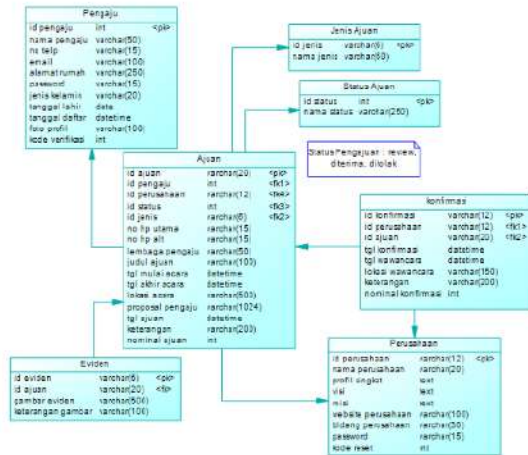 Pengaju
id pengaju int <pk>
nama pengaju varchar(50)
no telp varchar(15)
email varchar(100)
alamat rumah varchar(250)
password varchar(15)
jenis kelamin varchar(20)
tanggal lahir date
tanggal daftar datetime
foto profil varchar(100)
kode verifikasi int
Jenis Ajuan
id jenis varchar(6) <pk>
nama jenis varchar(50)
Status Ajuan
id status int <pk>
nama status varchar(250)
Status Pengajuan : review,
diterima, ditolak
Ajuan
id ajuan varchar(20) <pk>
id pengaju int <fk1>
id perusahaan varchar(12) <fk4>
id status int <fk3>
id jenis varchar(6) <fk2>
no hp utama varchar(15)
no hp alt varchar(15)
lembaga pengaju varchar(50)
judul ajuan varchar(100)
tgl mulai acara datetime
tgl akhir acara datetime
lokasi acara varchar(500)
proposal pengaju varchar(1024)
tgl ajuan datetime
keterangan varchar(200)
nominal ajuan int
konfirmasi
id konfirmasi varchar(12) <pk>
id perusahaan varchar(12) <fk1>
id ajuan varchar(20) <fk2>
tgl konfirmasi datetime
tgl wawancara datetime
lokasi wawancara varchar(150)
keterangan varchar(200)
nominal konfirmasi int
Eviden
id eviden varchar(6) <pk>
id ajuan varchar(20) <fk>
gambar eviden varchar(500)
keterangan gambar varchar(100)
Perusahaan
id perusahaan varchar(12) <pk>
nama perusahaan varchar(20)
profil singkat text
visi text
misi text
website perusahaan varchar(100)
bidang perusahaan varchar(30)
password varchar(15)
kode reset int